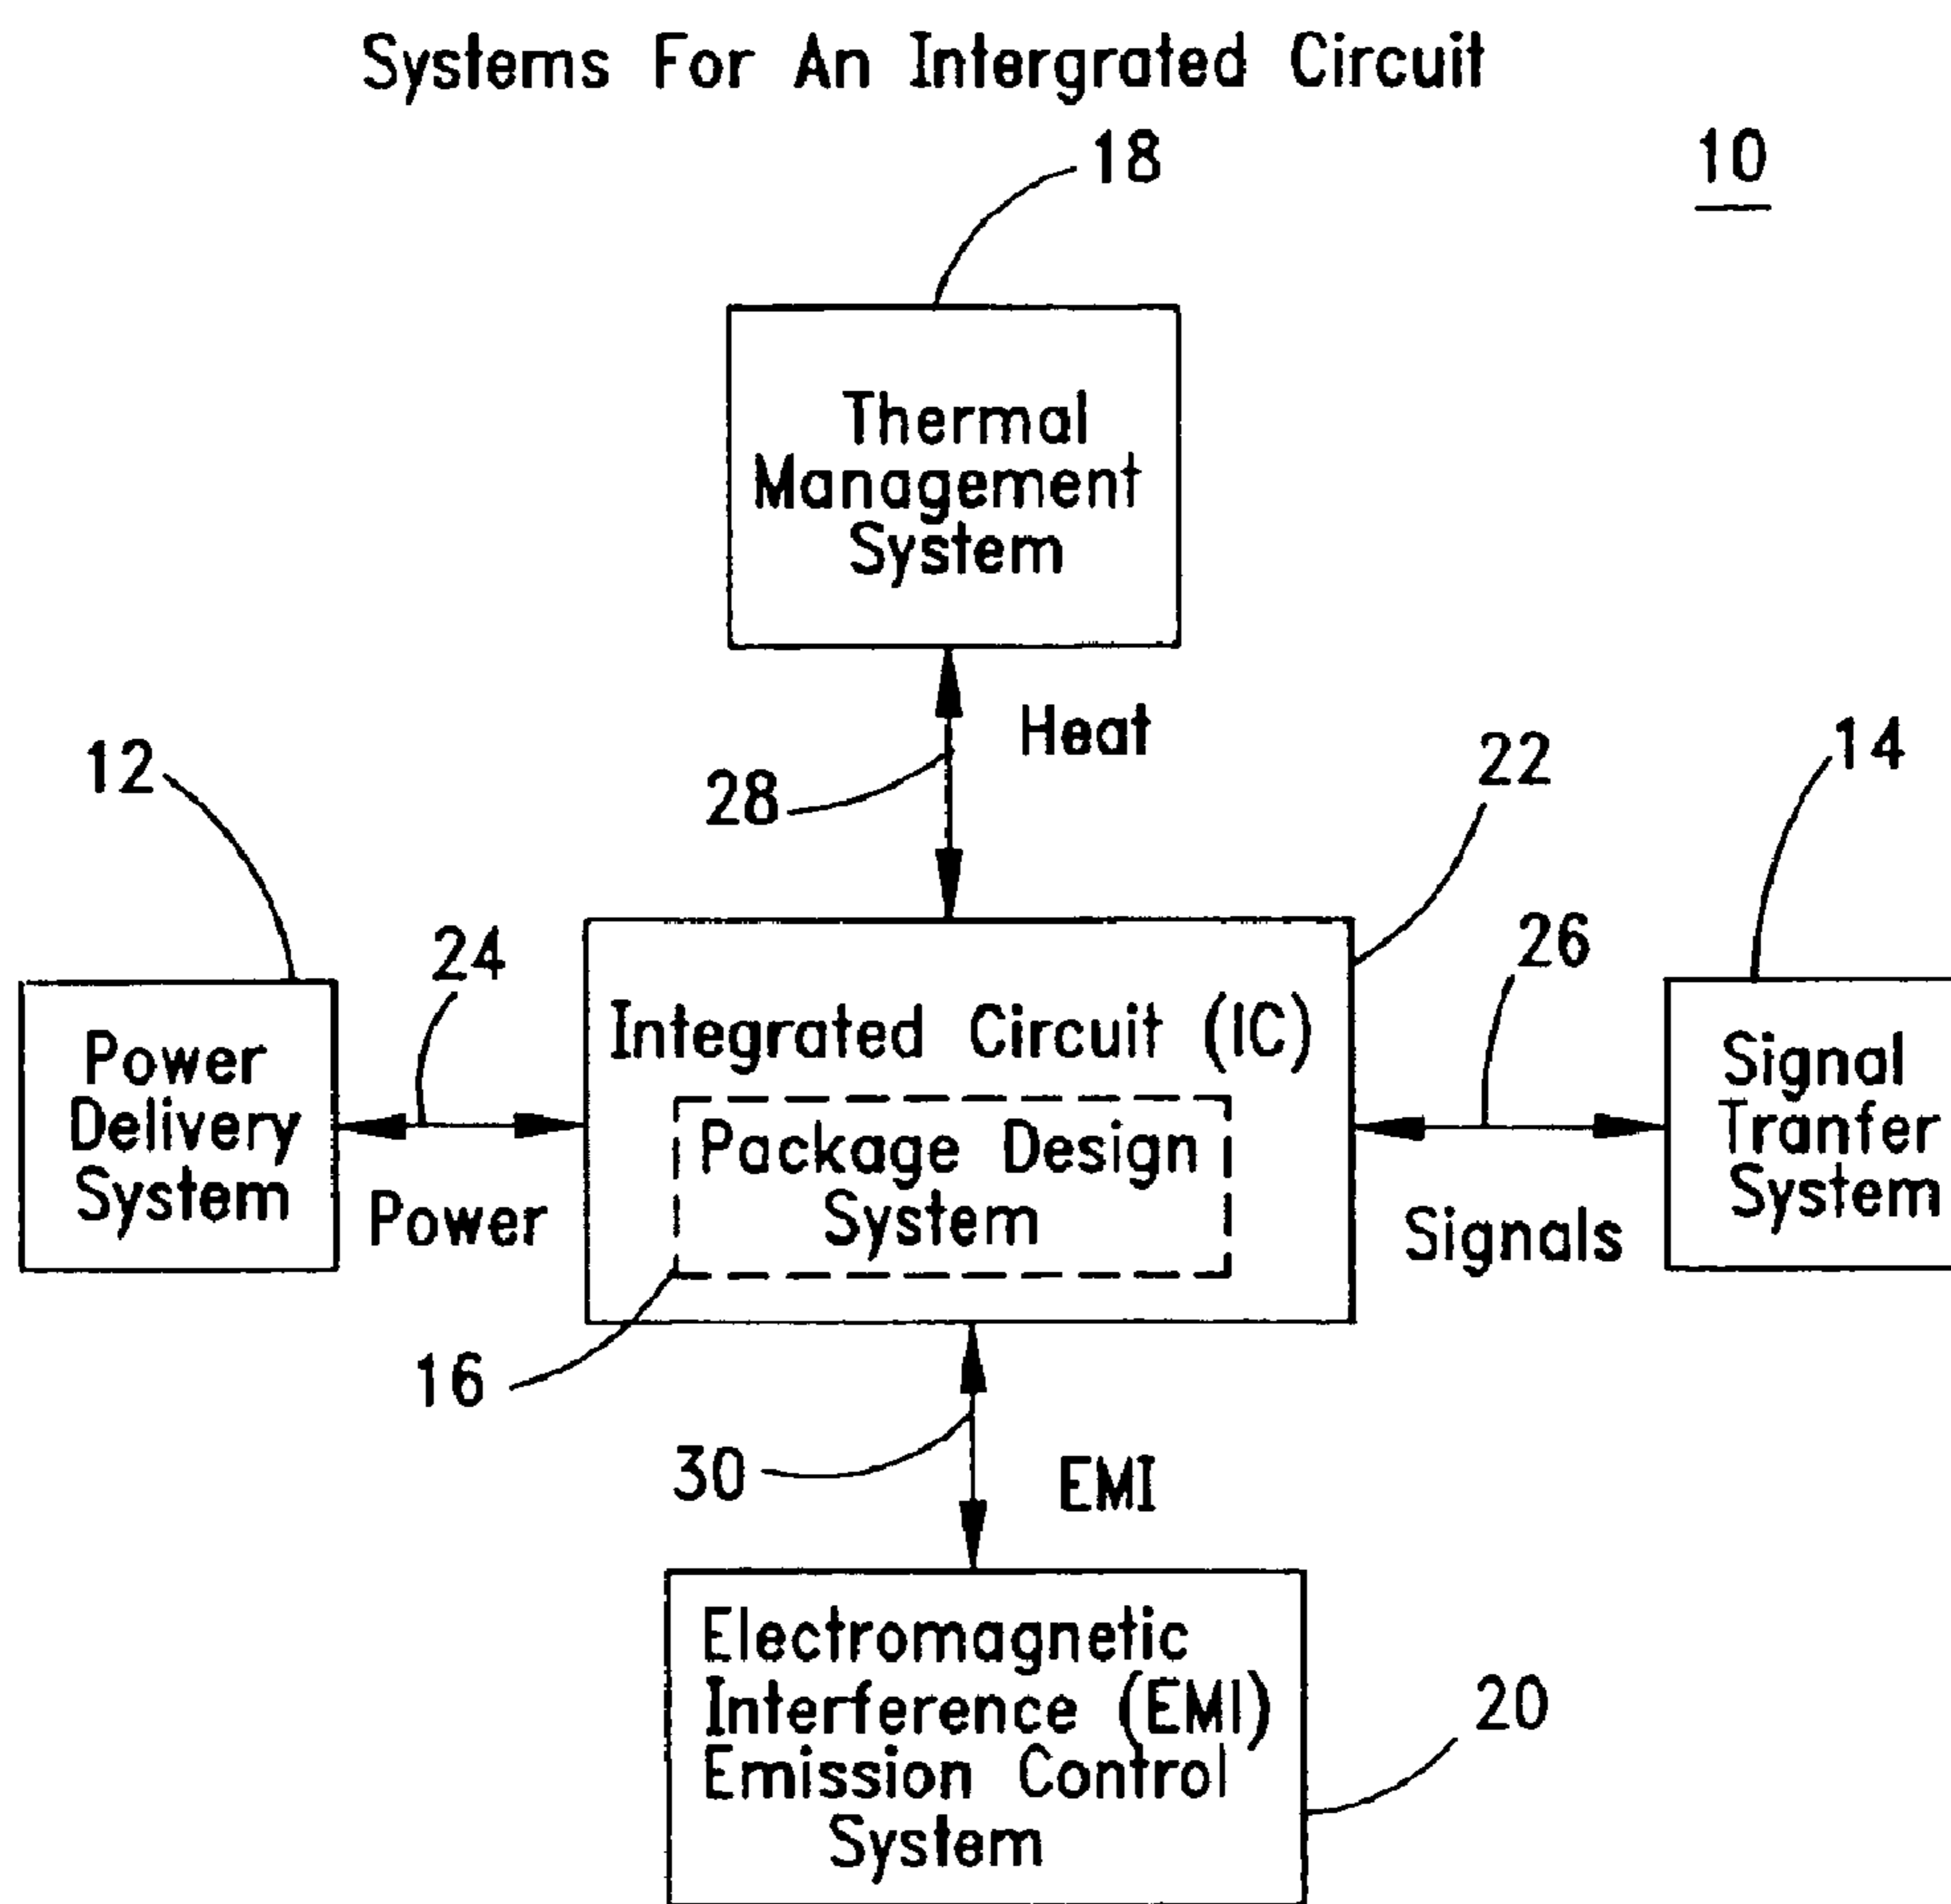 Systems For An Intergrated Circuit
18
10
Thermal
Management
System
Heat
28
12
22
14
24
26
Power
Delivery
System
Power
Integrated Circuit (IC)
Package Design
System
Signal
Tranfer
System
Signals
16
30
EMI
Electromagnetic
Interference (EMI)
Emission Control
System
20